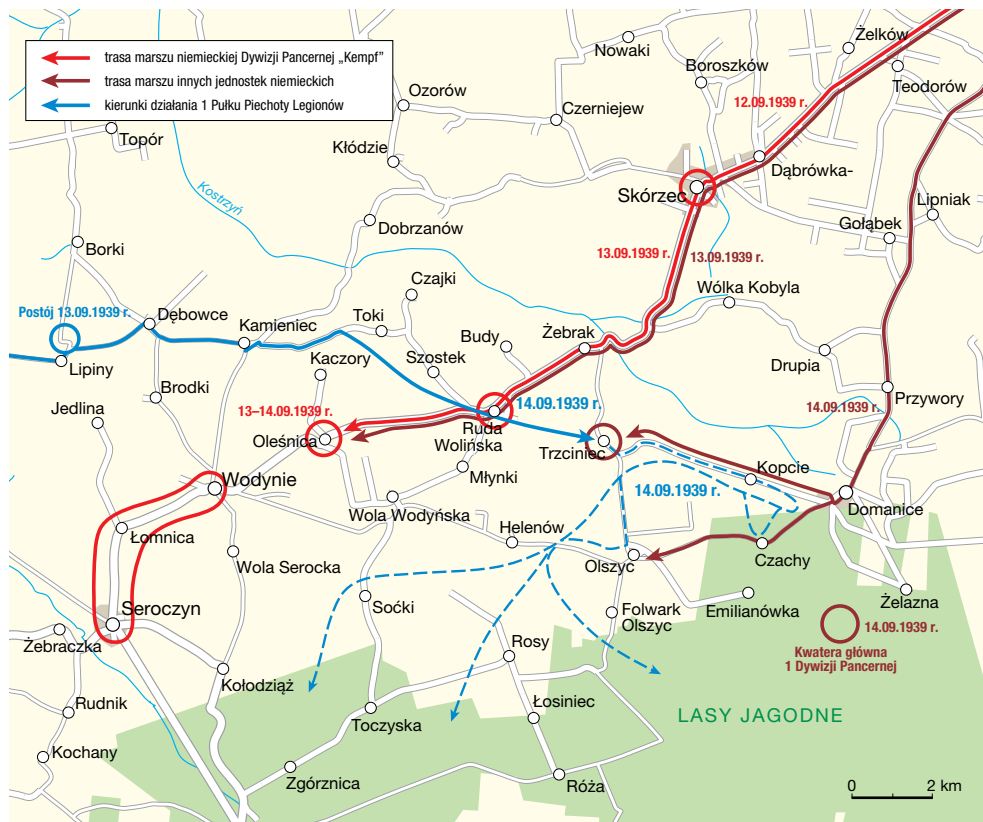 trasa marszu niemieckiej Dywizji Pancernej „Kempf”
trasa marszu innych jednostek niemieckich
kierunki działania 1 Pułku Piechoty Legionów
Nowaki
Żelków
Boroszków
Teodorów
12.09.1939 r.
Ozorów
Czerniejew
Topór
Kłódzie
Dąbrówka-
Skórzec
Kostrzyń
Lipniak
Gołąbek
Dobrzanów
Borki
13.09.1939 r.
13.09.1939 r.
Czajki
Wólka Kobyla
Postój 13.09.1939 r.
Dębowce
Kamieniec
Toki
Budy
Żebrak
Lipiny
Kaczory
Szostek
Drupia
Brodki
Przywory
14.09.1939 r.
14.09.1939 r.
Jedlina
13–14.09.1939 r.
Oleśnica
Ruda
Wolińska
Trzciniec
Kopcie
Młynki
Wodynie
14.09.1939 r.
Domanice
Wola Wodyńska
Helenów
Łomnica
Czachy
Wola Serocka
Olszyc
Żelazna
Emilianówka
Soćki
Folwark
Olszyc
Seroczyn
14.09.1939 r.
Żebraczka
Rosy
Kwatera główna
1 Dywizji Pancernej
Kołodziąż
Rudnik
Łosiniec
Toczyska
LASY JAGODNE
Kochany
Zgórznica
Róża
0 2 km